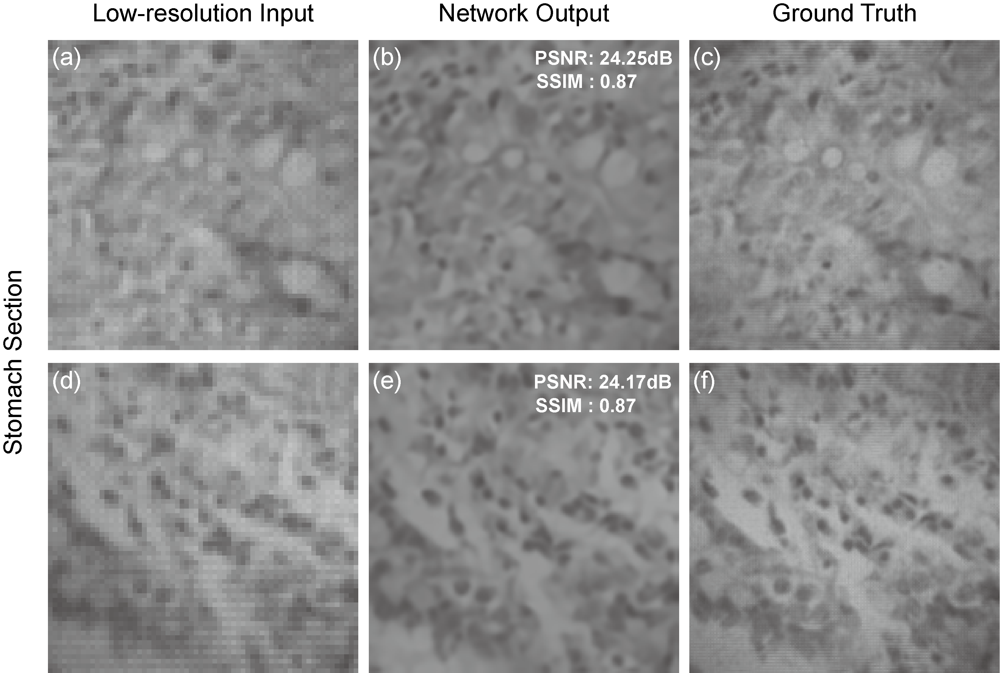 Low-resolution Input
Network Output
Ground Truth
Stomach Section
(a)
(b)
PSNR: 24.25dB
SSIM : 0.87
(c)
(d)
(e)
PSNR: 24.17dB
SSIM : 0.87
(f)